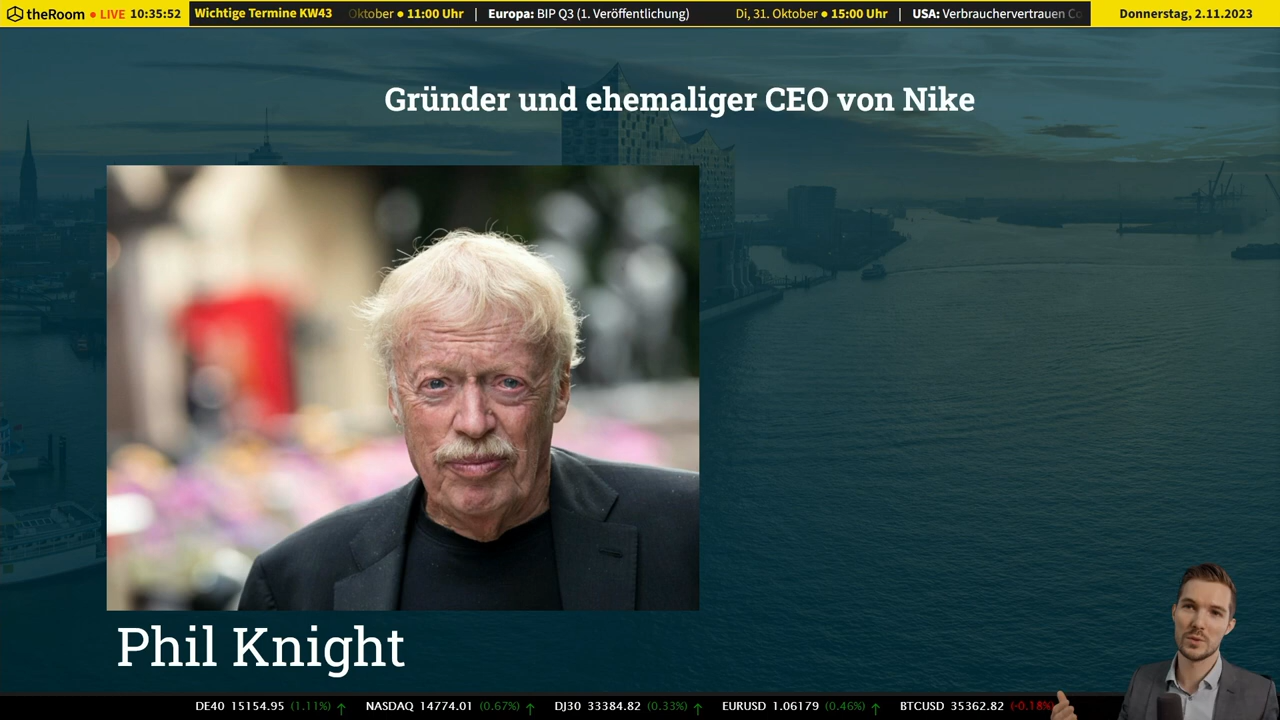 theRoom • LIVE 10:35:52 Wichtige Termine KW43 Oktober • 11:00 Uhr | Europa: BIP Q3 (1. Veröffentlichung) Di, 31. Oktober • 15:00 Uhr | USA: Verbrauchervertrauen Donnerstag, 2.11.2023
Gründer und ehemaliger CEO von Nike
Phil Knight
DE40 15154.95 (1.11%) ↑ NASDAQ 14774.01 (0.67%) ↑ DJ30 33384.82 (0.33%) ↑ EURUSD 1.06179 (0.46%) ↑ BTCUSD 35362.82 (-0.18%)